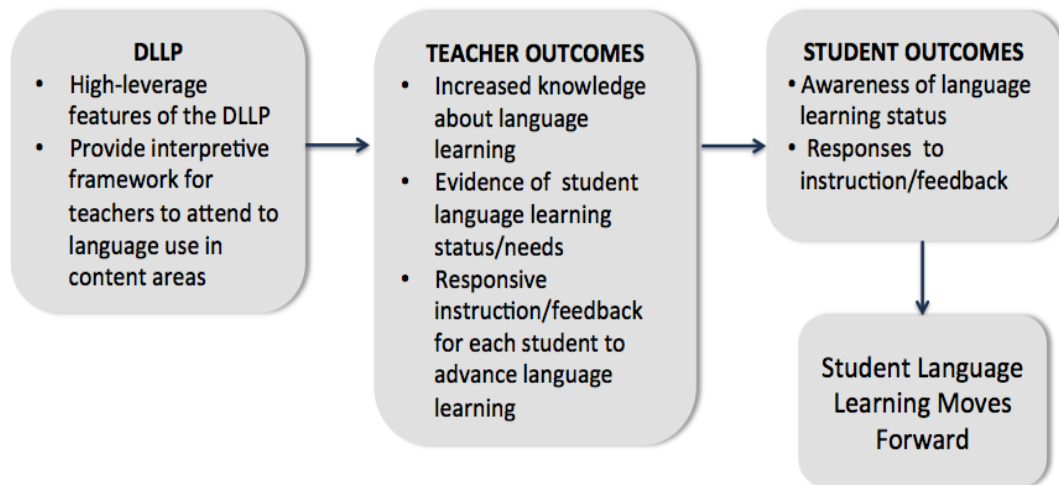 DLLP
• High-leverage
features of the DLLP
• Provide interpretive
framework for
teachers to attend to
language use in
content areas
TEACHER OUTCOMES
• Increased knowledge
about language
learning
• Evidence of student
language learning
status/needs
• Responsive
instruction/feedback
for each student to
advance language
learning
STUDENT OUTCOMES
• Awareness of language
learning status
• Responses to
instruction/feedback
Student Language
Learning Moves
Forward